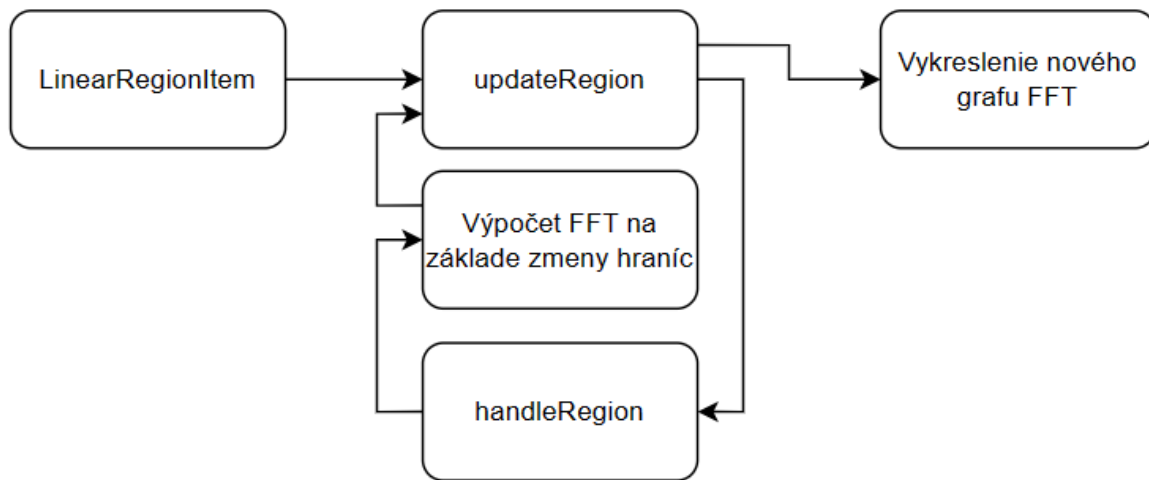 LinearRegionItem
updateRegion
Vykreslenie nového
grafu FFT
Výpočet FFT na
základe zmeny hraníc
handleRegion